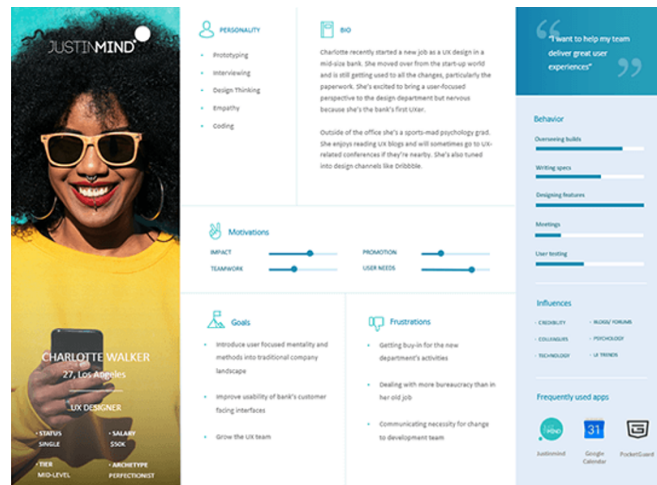 JUSTINMIND
CHARLOTTE WALKER
27, Los Angeles
UX DESIGNER
• STATUS
SINGLE
• SALARY
$50K
• TIER
MID-LEVEL
• ARCHETYPE
PERFECTIONIST
PERSONALITY
• Prototyping
• Interviewing
• Design Thinking
• Empathy
• Coding
BIO
Charlotte recently started a new job as a UX design in a
mid-size bank. She moved over from the start-up world
and is still getting used to all the changes, particularly the
paperwork. She's excited to bring a user-focused
perspective to the design department but nervous
because she's the bank's first UXer.
Outside of the office she's a sports-mad psychology grad.
She enjoys reading UX blogs and will sometimes go to UX-
related conferences if they're nearby. She's also tuned
into design channels like Dribbble.
Motivations
IMPACT
TEAMWORK
PROMOTION
USER NEEDS
Goals
• Introduce user focused mentality and
methods into traditional company
landscape
• Improve usability of bank's customer
facing interfaces
• Grow the UX team
Frustrations
• Getting buy-in for the new
department's activities
• Dealing with more bureaucracy than in
her old job
• Communicating necessity for change
to development team
"I want to help my team
deliver great user
experiences"
Behavior
Overseeing builds
Writing specs
Designing features
Meetings
User testing
Influences
- CREDIBILITY
- COLLEAGUES
- TECHNOLOGY
- BLOGS/ FORUMS
- PSYCHOLOGY
- UI TRENDS
Frequently used apps
31
Justinmind
Google
Calendar
PocketGuard